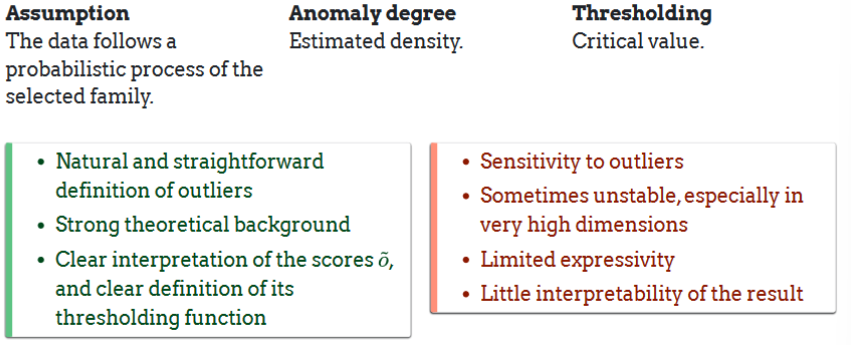 Assumption
The data follows a
probabilistic process of the
selected family.
Anomaly degree
Estimated density.
Thresholding
Critical value.
• Natural and straightforward
definition of outliers
• Strong theoretical background
• Clear interpretation of the scores õ,
and clear definition of its
thresholding function
• Sensitivity to outliers
• Sometimes unstable, especially in
very high dimensions
• Limited expressivity
• Little interpretability of the result